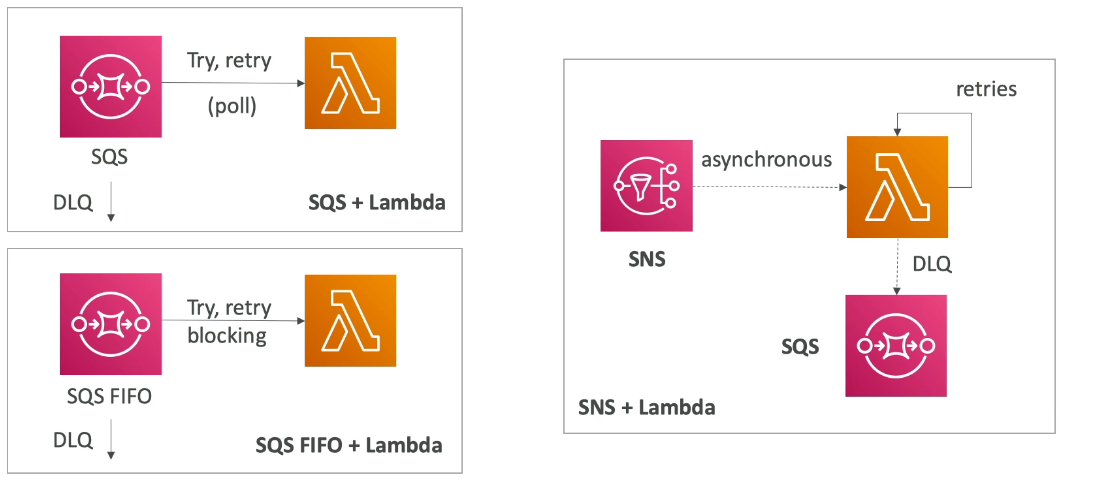 Try, retry
(poll)
SQS
DLQ
SQS + Lambda
Try, retry
blocking
SQS FIFO
DLQ
SQS FIFO + Lambda
retries
asynchronous
SNS
DLQ
SQS
SNS + Lambda